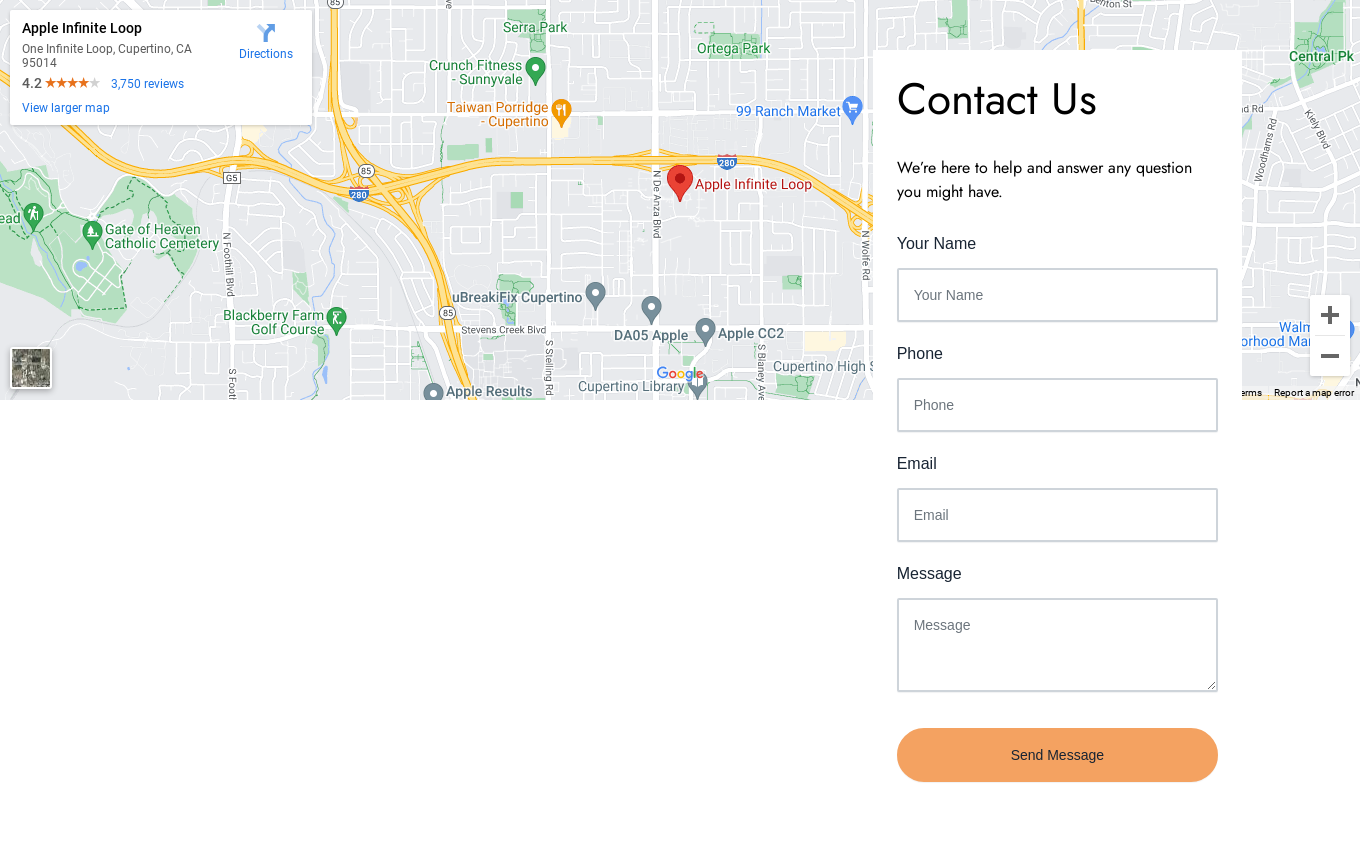 Apple Infinite Loop
One Infinite Loop, Cupertino, CA
95014
Directions
4.2
3,750 reviews
View larger map
85
Serra Park
Ortega Park
Central Pk
Crunch Fitness
- Sunnyvale
Taiwan Porridge
- Cupertino
99 Ranch Market
Kiely Blvd
Woodhams Rd
280
85
G5
280
Apple Infinite Loop
N De Anza Blvd
N Wolfe Rd
Gate of Heaven
Catholic Cemetery
N Foothill Blvd
uBreakiFix Cupertino
Blackberry Farm
Golf Course
85
Stevens Creek Blvd
DA05 Apple
Apple CC2
S Stelling Rd
S Blaney Ave
Cupertino High S
Google
Cupertino Library
Apple Results
S Footh
Report a map error
Contact Us
We're here to help and answer any question
you might have.
Your Name
Your Name
Phone
Phone
Email
Email
Message
Message
Send Message